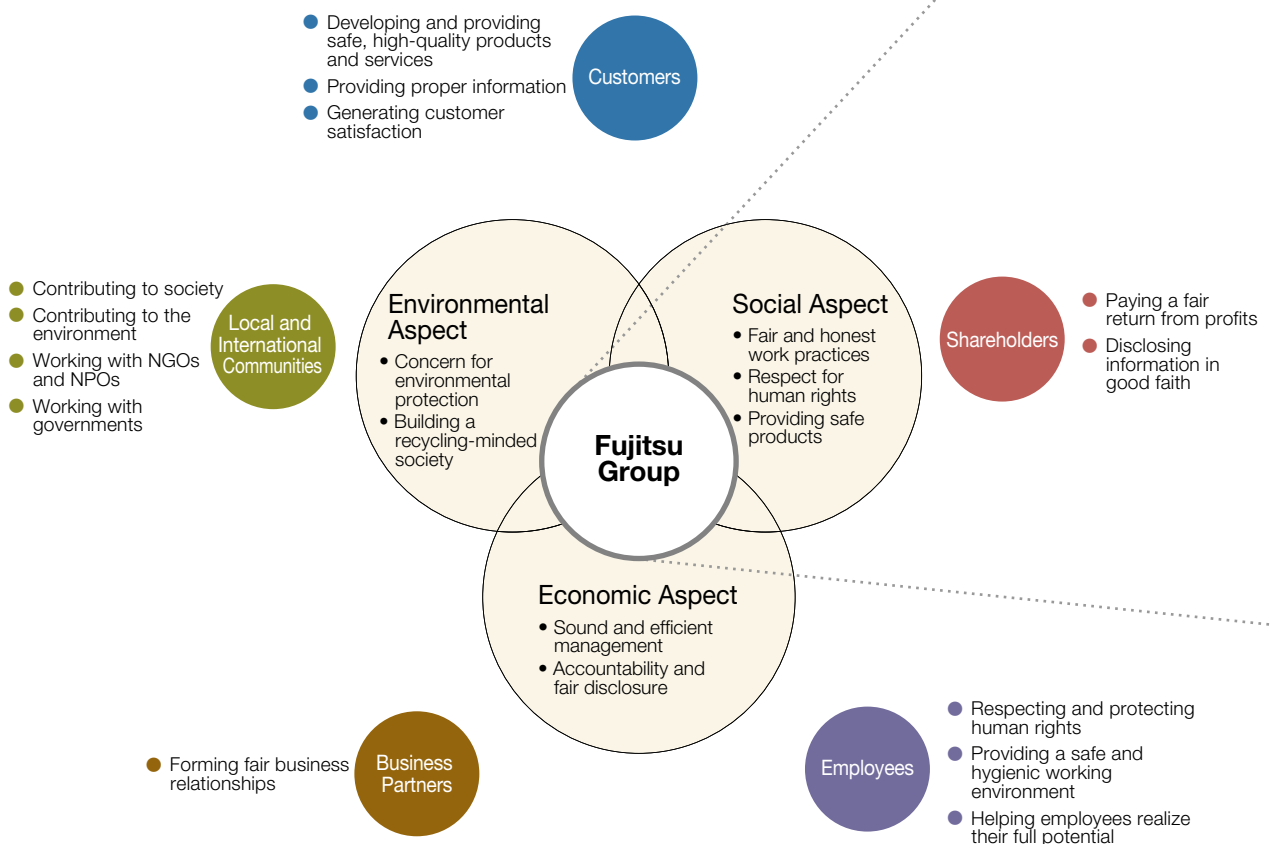 Developing and providing
safe, high-quality products
and services
Providing proper information
Generating customer
satisfaction
Customers
Contributing to society
Contributing to the
environment
Working with NGOs
and NPOs
Working with
governments
Local and
International
Communities
Environmental
Aspect
Concern for
environmental
protection
Building a
recycling-minded
society
Social Aspect
Fair and honest
work practices
Respect for
human rights
Providing safe
products
Shareholders
Paying a fair
return from profits
Disclosing
information in
good faith
Fujitsu
Group
Economic Aspect
Sound and efficient
management
Accountability and
fair disclosure
Forming fair business
relationships
Business
Partners
Employees
Respecting and protecting
human rights
Providing a safe and
hygienic working
environment
Helping employees realize
their full potential